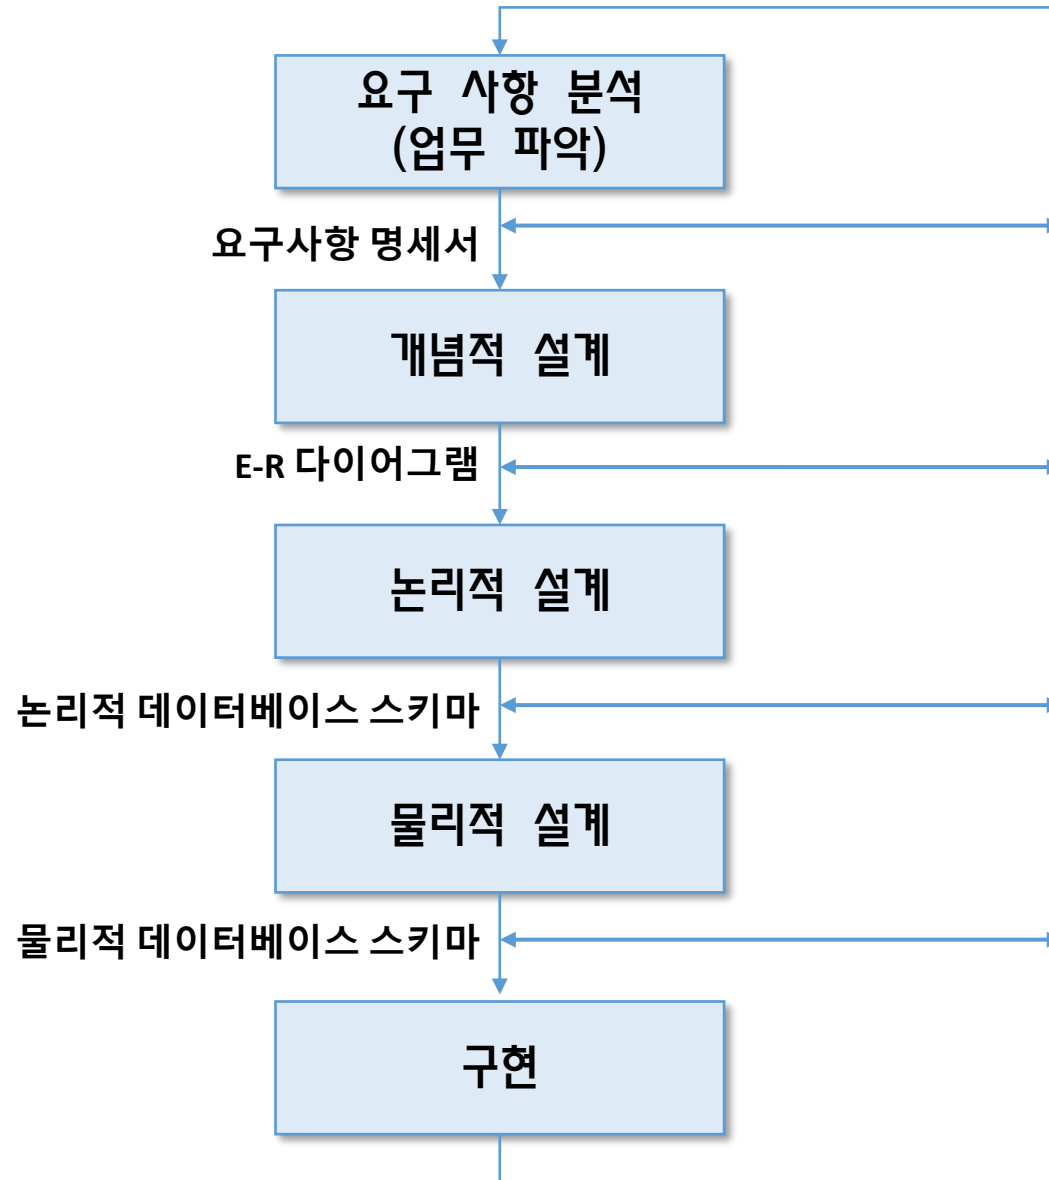 요구 사항 분석
(업무 파악)
요구사항 명세서
개념적 설계
E-R 다이어그램
논리적 설계
논리적 데이터베이스 스키마
물리적 설계
물리적 데이터베이스 스키마
구현